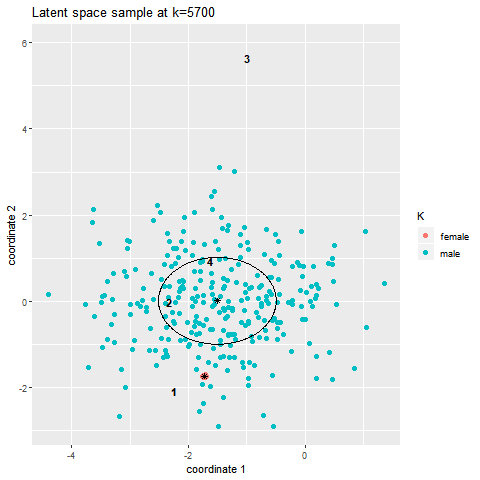 Latent space sample at k=5700
6
3
4
2
4
0
2
-2
1
-4
-2
0
coordinate 1
coordinate 2
K
female
male